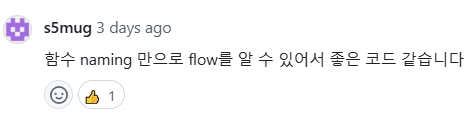 s5mug 3 days ago
함수 naming 만으로 flow를 알 수 있어서 좋은 코드 같습니다
👍 1